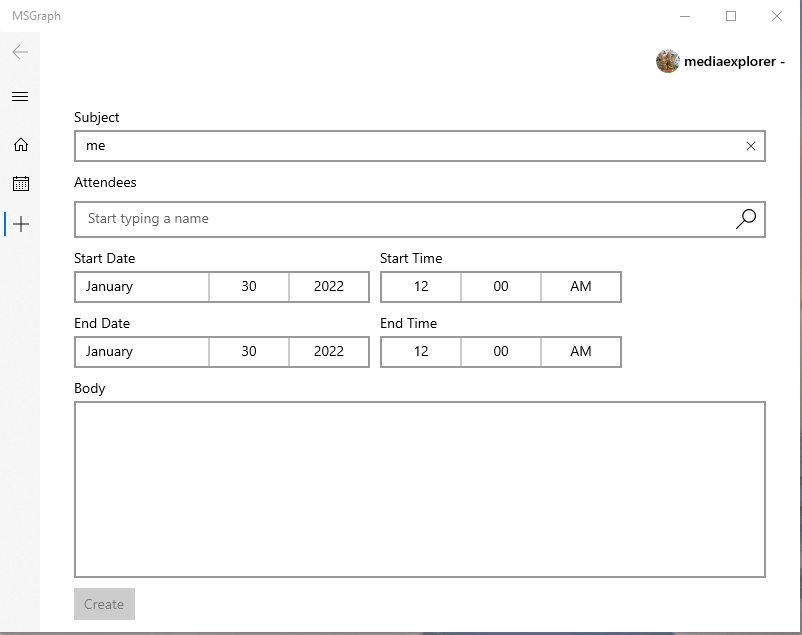 MSGraph
mediaexplorer -
Subject
me
Attendees
Start typing a name
Start Date Start Time
January 30 2022 12 00 AM
End Date End Time
January 30 2022 12 00 AM
Body
Create